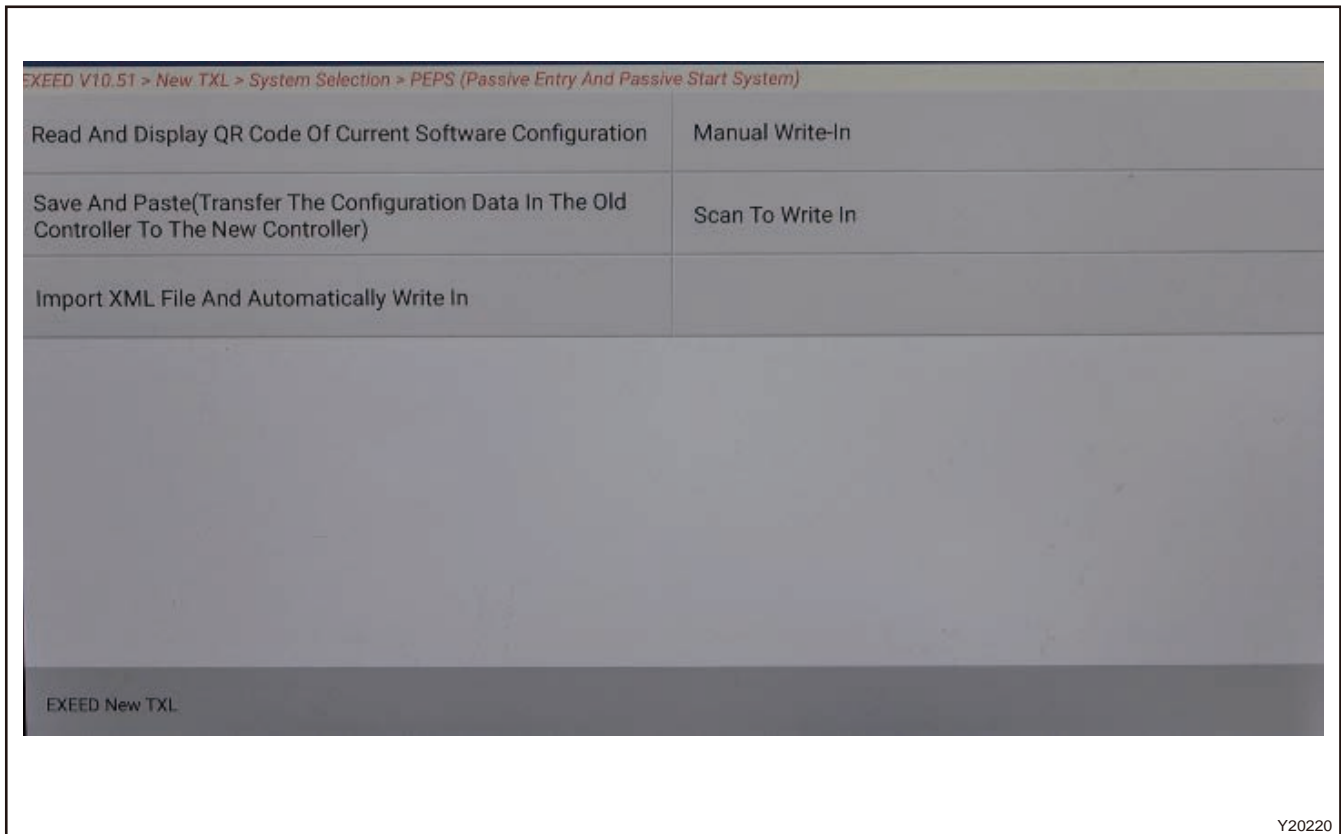 EXEED V10.51 > New TXL > System Selection > PEPS (Passive Entry And Passive Start System)
Read And Display QR Code Of Current Software Configuration
Manual Write-In
Save And Paste(Transfer The Configuration Data In The Old
Controller To The New Controller)
Scan To Write In
Import XML File And Automatically Write In
EXEED New TXL
Y20220